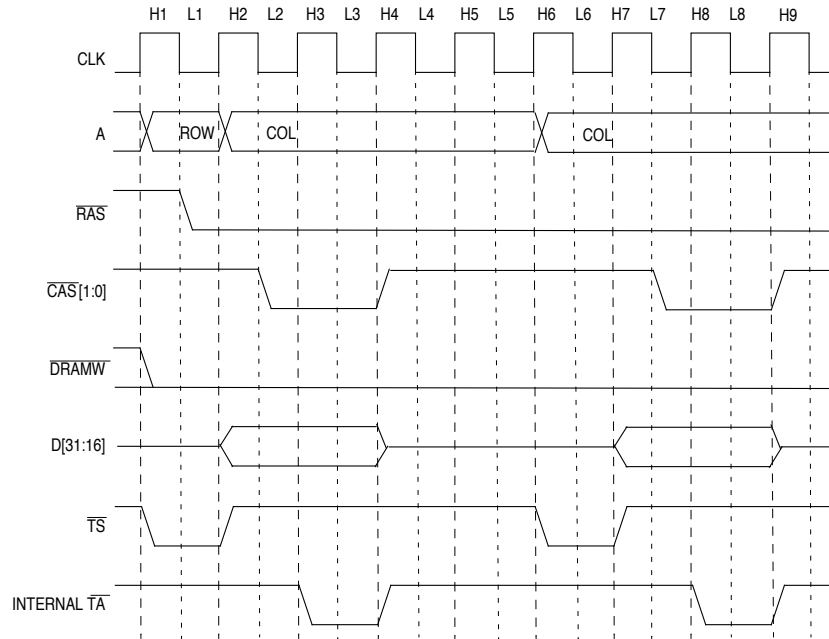 H1 L1 H2 L2 H3 L3 H4 L4 H5 L5 H6 L6 H7 L7 H8 L8 H9
CLK
A ROW COL COL
RAS
CAS[1:0]
DRAMW
D[31:16]
TS
INTERNAL TA